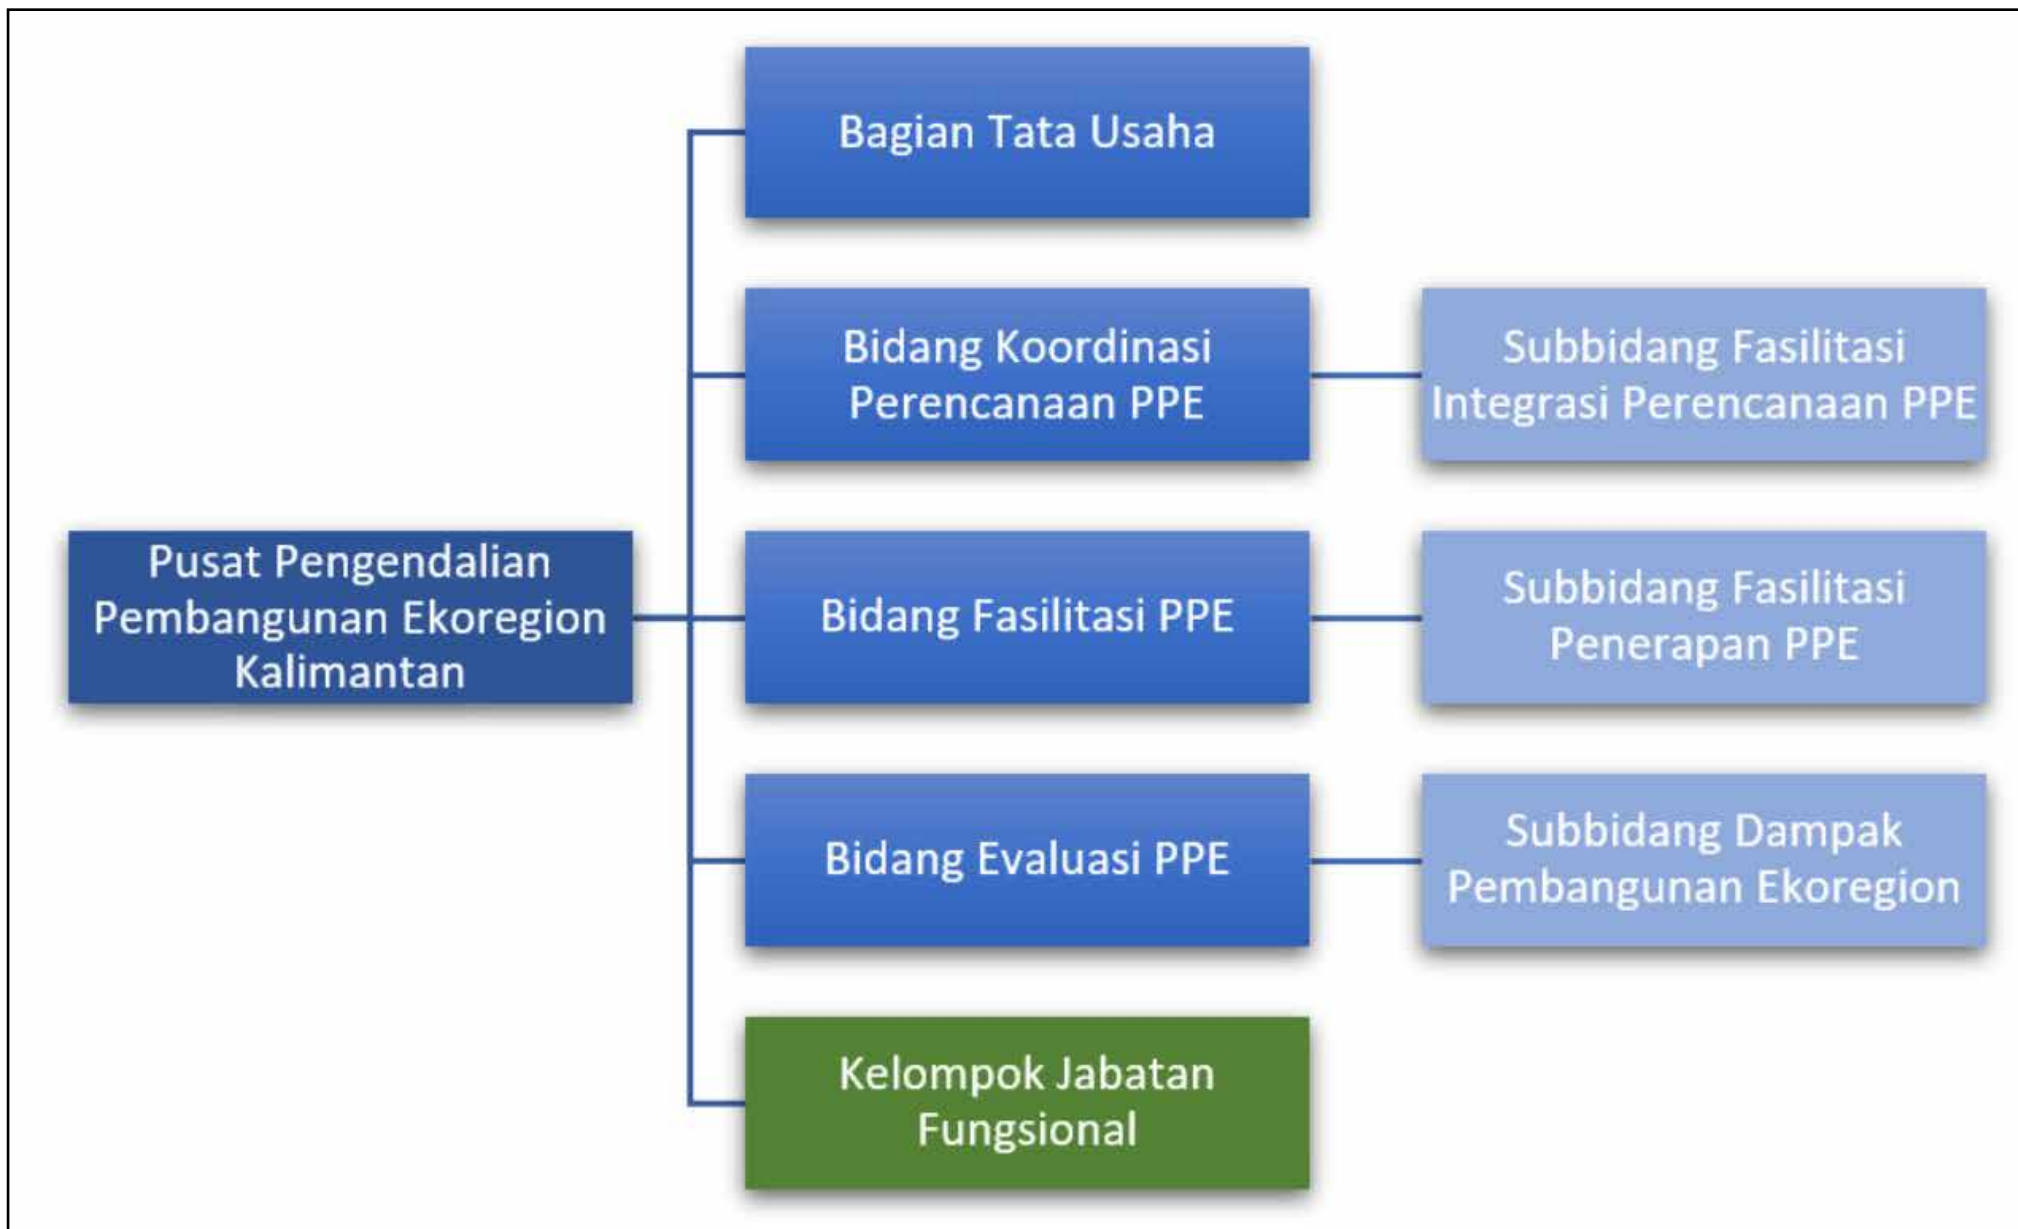 Bagian Tata Usaha
Bidang Koordinasi
Perencanaan PPE
Subbidang Fasilitasi
Integrasi Perencanaan PPE
Pusat Pengendalian
Pembangunan Ekoregion
Kalimantan
Bidang Fasilitasi PPE
Subbidang Fasilitasi
Penerapan PPE
Bidang Evaluasi PPE
Subbidang Dampak
Pembangunan Ekoregion
Kelompok Jabatan
Fungsional